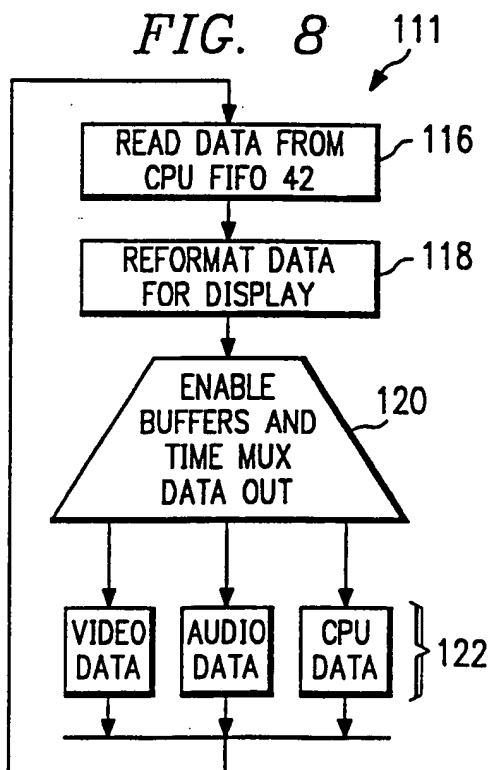 FIG. 8
111
READ DATA FROM
CPU FIFO 42
116
REFORMAT DATA
FOR DISPLAY
118
ENABLE
BUFFERS AND
TIME MUX
DATA OUT
120
VIDEO
DATA
AUDIO
DATA
CPU
DATA
122